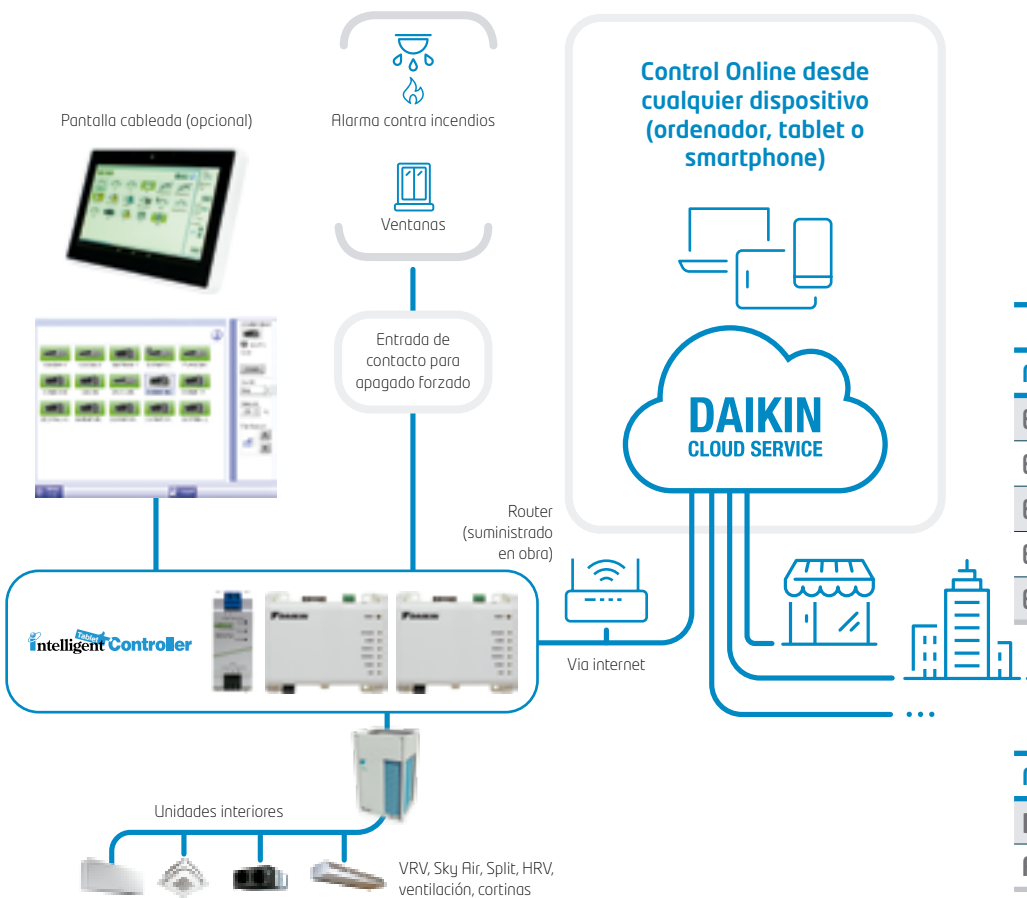 Pantalla cableada (opcional)
Alarma contra incendios
Ventanas
Entrada de
contacto para
apagado forzado
Control Online desde
cualquier dispositivo
(ordenador, tablet o
smartphone)
DAIKIN
CLOUD SERVICE
Router
(suministrado
en obra)
Via internet
intelligent Tablet Controller
DAIKIN
DAIKIN
Unidades interiores
VRV, Sky Air, Split, HRV,
ventilación, cortinas